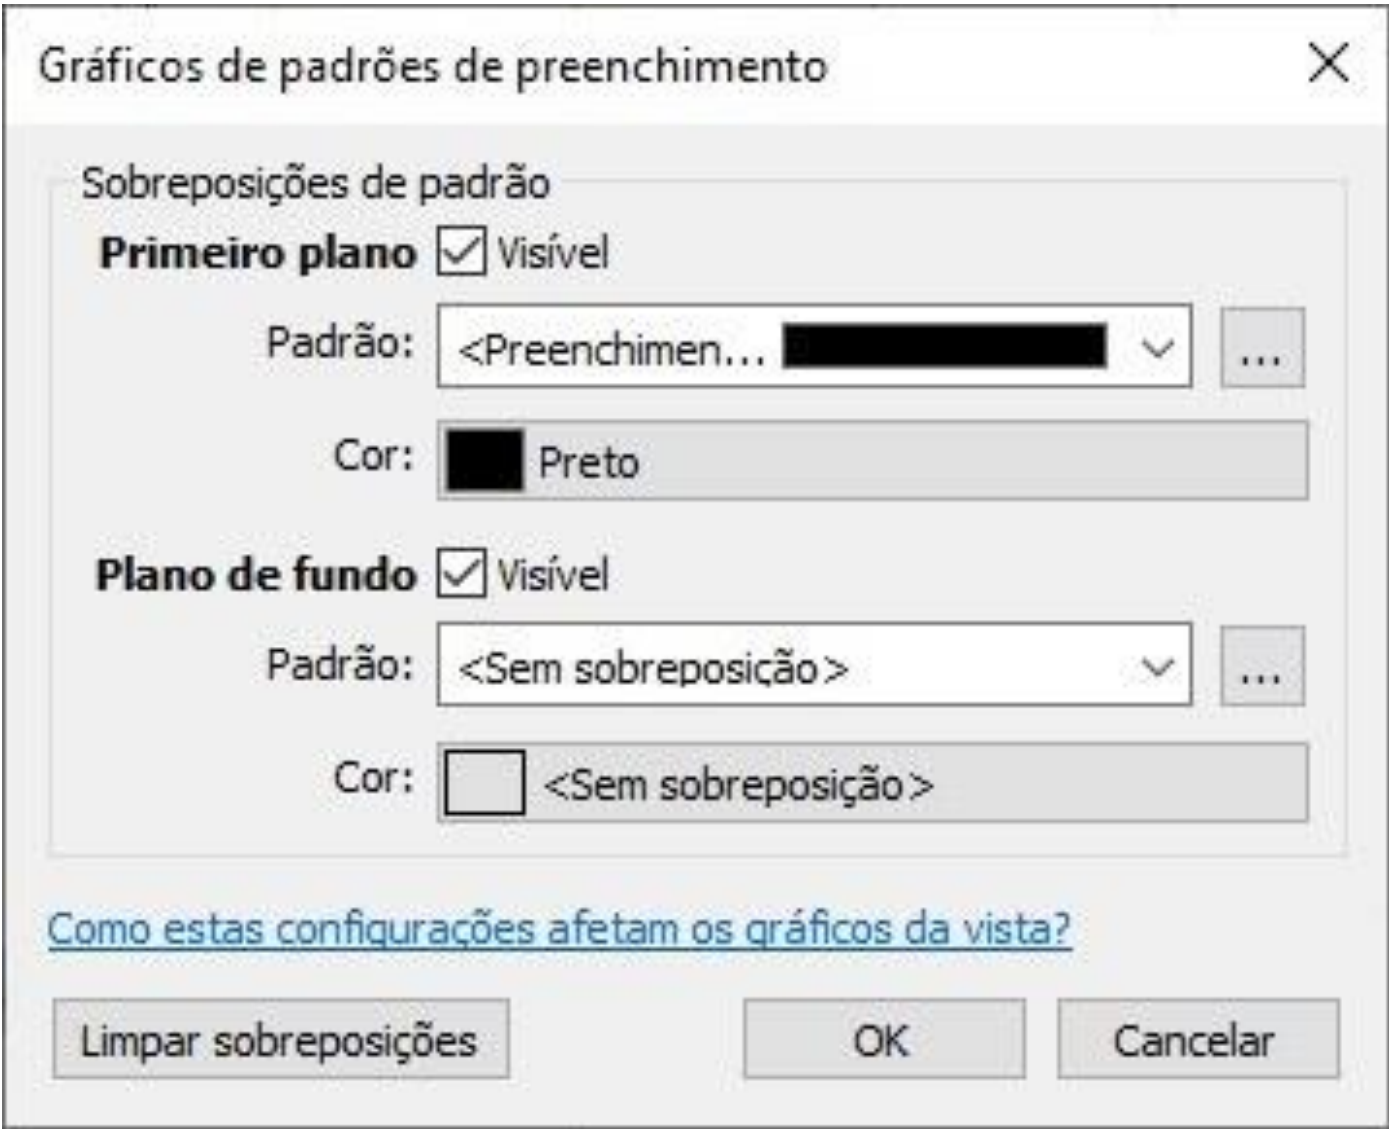 Gráficos de padrões de preenchimento
Sobreposições de padrão
Primeiro plano Visível
Padrão: <Preenchimen... ...
Cor: Preto
Plano de fundo Visível
Padrão: <Sem sobreposição> ...
Cor: <Sem sobreposição>
Como estas configurações afetam os gráficos da vista?
Limpar sobreposições OK Cancelar